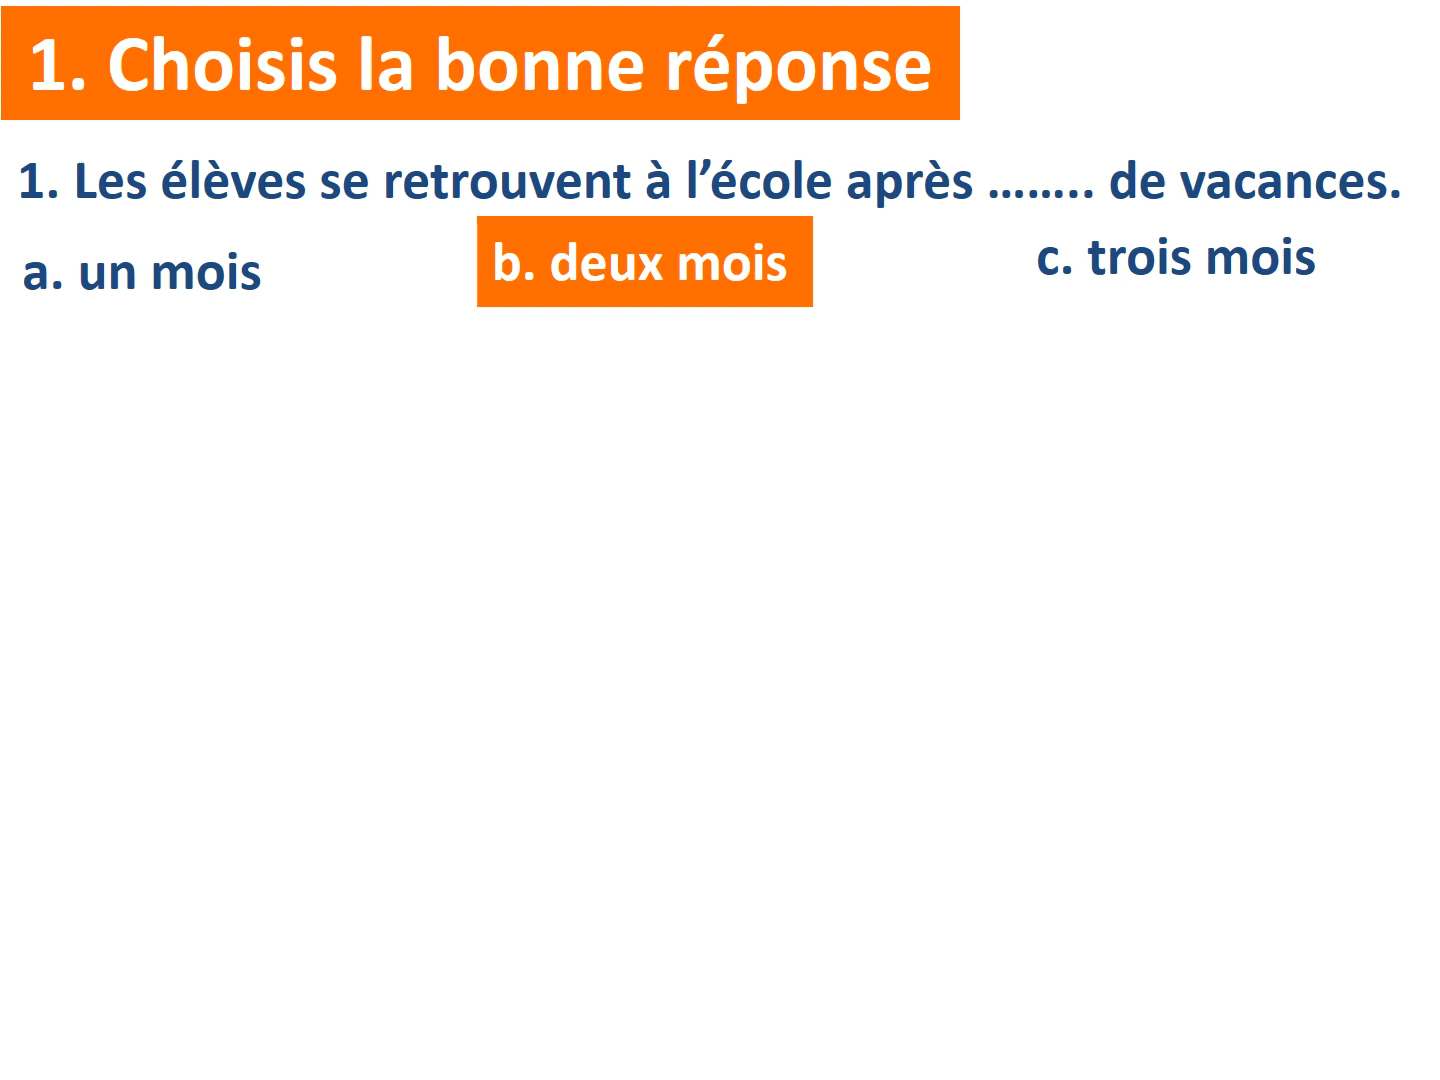 1. Choisis la bonne réponse
1. Les élèves se retrouvent à l’école après …….. de vacances.
a. un mois b. deux mois c. trois mois